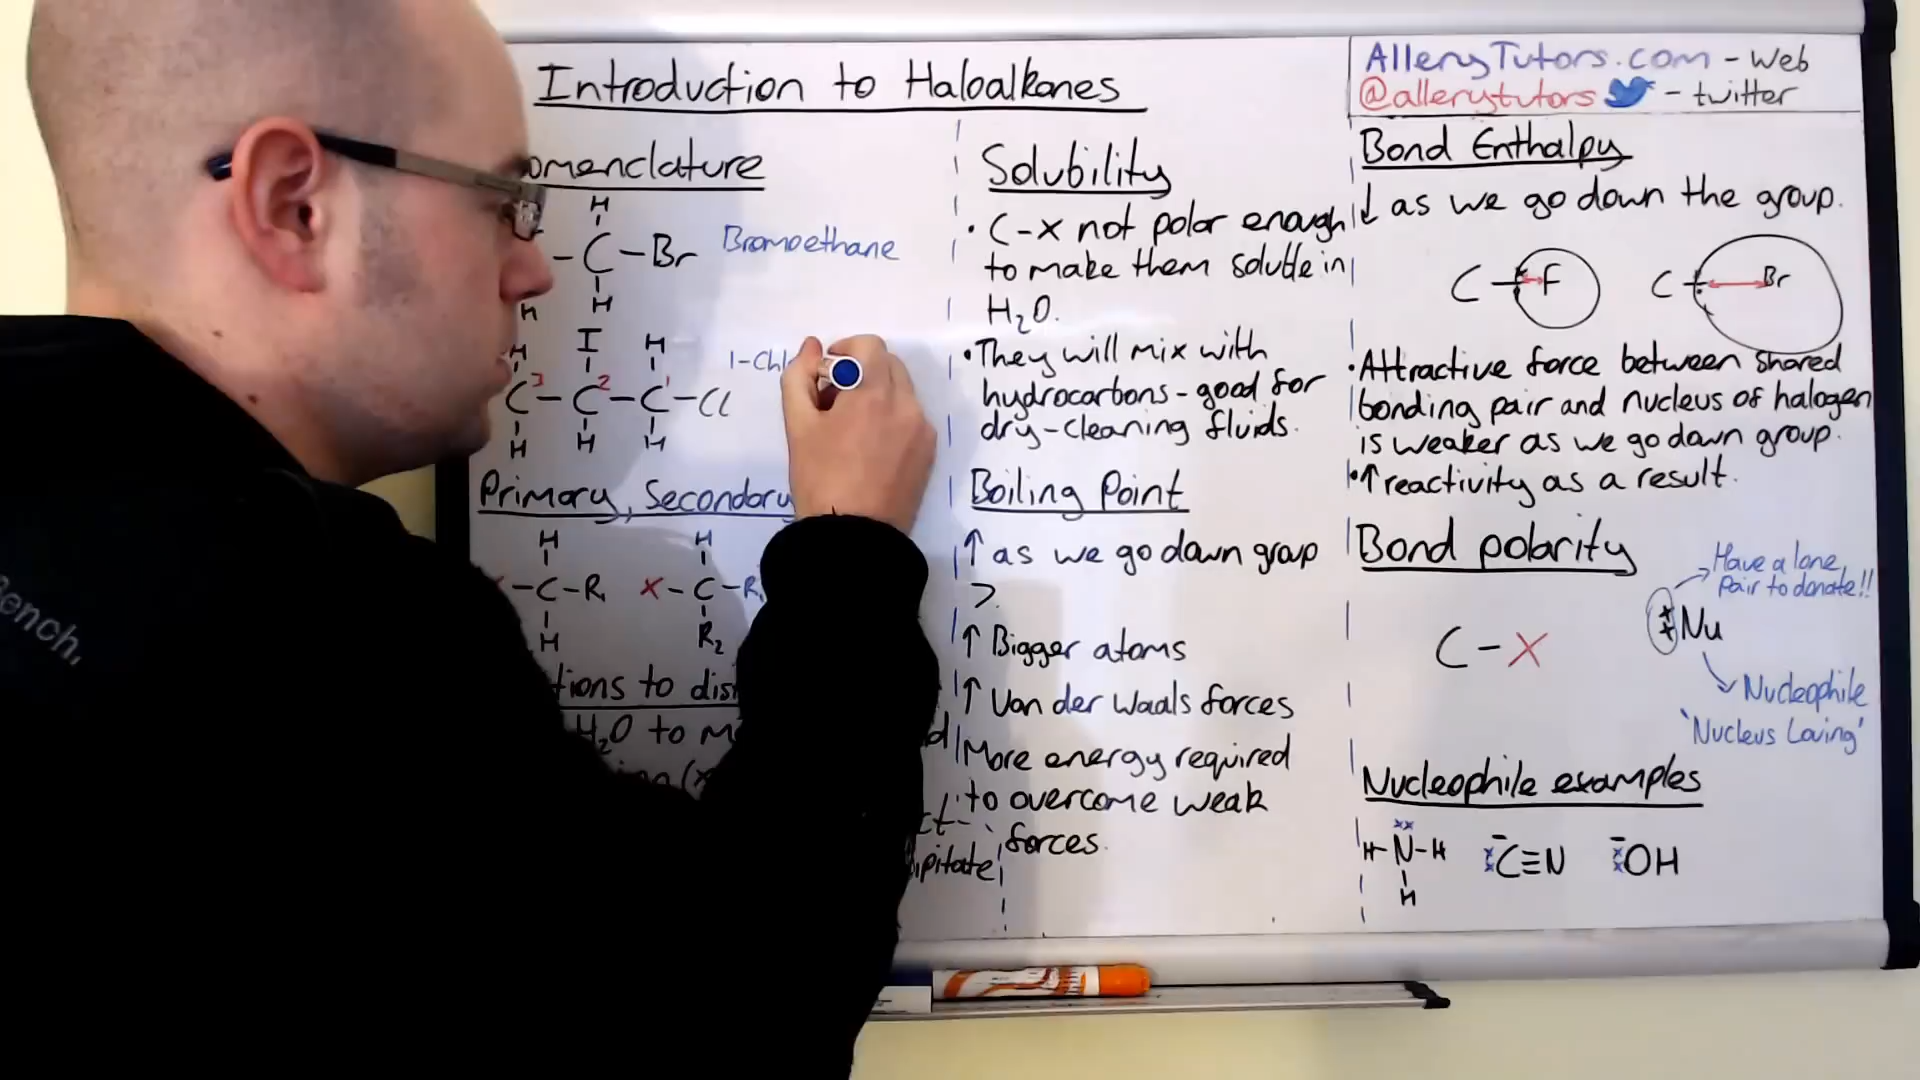 Introduction to Haloalkanes
AlleryTutors.com - Web
@allerytutors - twitter
omenclature
H
C - Br
H
H
Bromoethane
H I H
C3 - C2 - C1 - Cl
H H H
1-Chl
Primary, Secondary
H
- C - R1
H
H
X - C - R1
R2
tions to dis
H2O to m
Solubility
• C-X not polar enough
to make them soluble in
H2O.
• They will mix with
hydrocarbons - good for
dry-cleaning fluids.
Boiling Point
↑ as we go down group
>
↑ Bigger atoms
↑ Van der Waals forces
More energy required
to overcome weak
forces.
ipitate
Bond Enthalpy
↓ as we go down the group.
C - F
C - Br
• Attractive force between shared
bonding pair and nucleus of halogen
is weaker as we go down group.
• ↑ reactivity as a result.
Bond polarity
C - X
Have a lone
pair to donate!!
Nu
Nucleophile
'Nucleus Loving'
Nucleophile examples
H-N-H
H
C≡N
OH
ench,